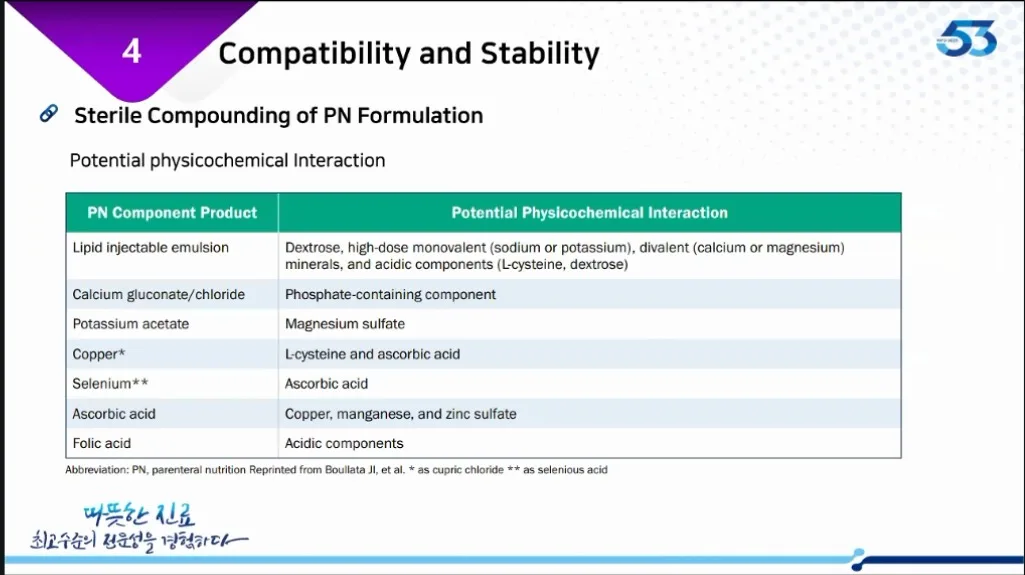 4
Compatibility and Stability
53
Sterile Compounding of PN Formulation
Potential physicochemical Interaction
PN Component Product Potential Physicochemical Interaction
Lipid injectable emulsion Dextrose, high-dose monovalent (sodium or potassium), divalent (calcium or magnesium)
minerals, and acidic components (L-cysteine, dextrose)
Calcium gluconate/chloride Phosphate-containing component
Potassium acetate Magnesium sulfate
Copper* L-cysteine and ascorbic acid
Selenium** Ascorbic acid
Ascorbic acid Copper, manganese, and zinc sulfate
Folic acid Acidic components
Abbreviation: PN, parenteral nutrition Reprinted from Boullata JI, et al. * as cupric chloride ** as selenious acid
따뜻한 진료
최고수준의 전문성을 경험하다